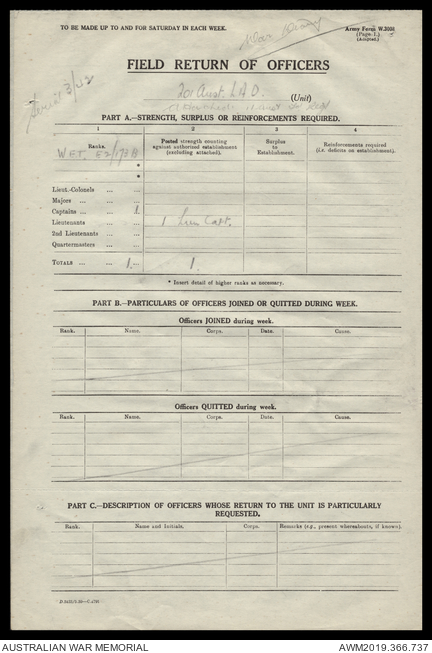 TO BE MADE UP TO AND FOR SATURDAY IN EACH WEEK.
War Diary
Army Form W.3008
(Page 1.)
(Adapted)
FIELD RETURN OF OFFICERS
201 Aust. LAD. (Unit)
PART A.—STRENGTH, SURPLUS OR REINFORCEMENTS REQUIRED.
1 2 3 4
Ranks. Posted strength counting against authorized establishment (excluding attached). Surplus to Establishment. Reinforcements required (i.e. deficits on establishment).
W.E.T.
*
*
Lieut.-Colonels ... ...
Majors ... ... ...
Captains ... ... 1
Lieutenants ... ... 1
2nd Lieutenants ... ...
Quartermasters ... ...
TOTALS ... ... 1.- 1.
* Insert detail of higher ranks as necessary.
PART B.—PARTICULARS OF OFFICERS JOINED OR QUITTED DURING WEEK.
Officers JOINED during week.
Rank. Name. Corps. Date. Cause.
Officers QUITTED during week.
Rank. Name. Corps. Date. Cause.
PART C.—DESCRIPTION OF OFFICERS WHOSE RETURN TO THE UNIT IS PARTICULARLY
REQUESTED.
Rank. Name and Initials. Corps. Remarks (e.g., present whereabouts, if known).
AUSTRALIAN WAR MEMORIAL AWM2019.366.737